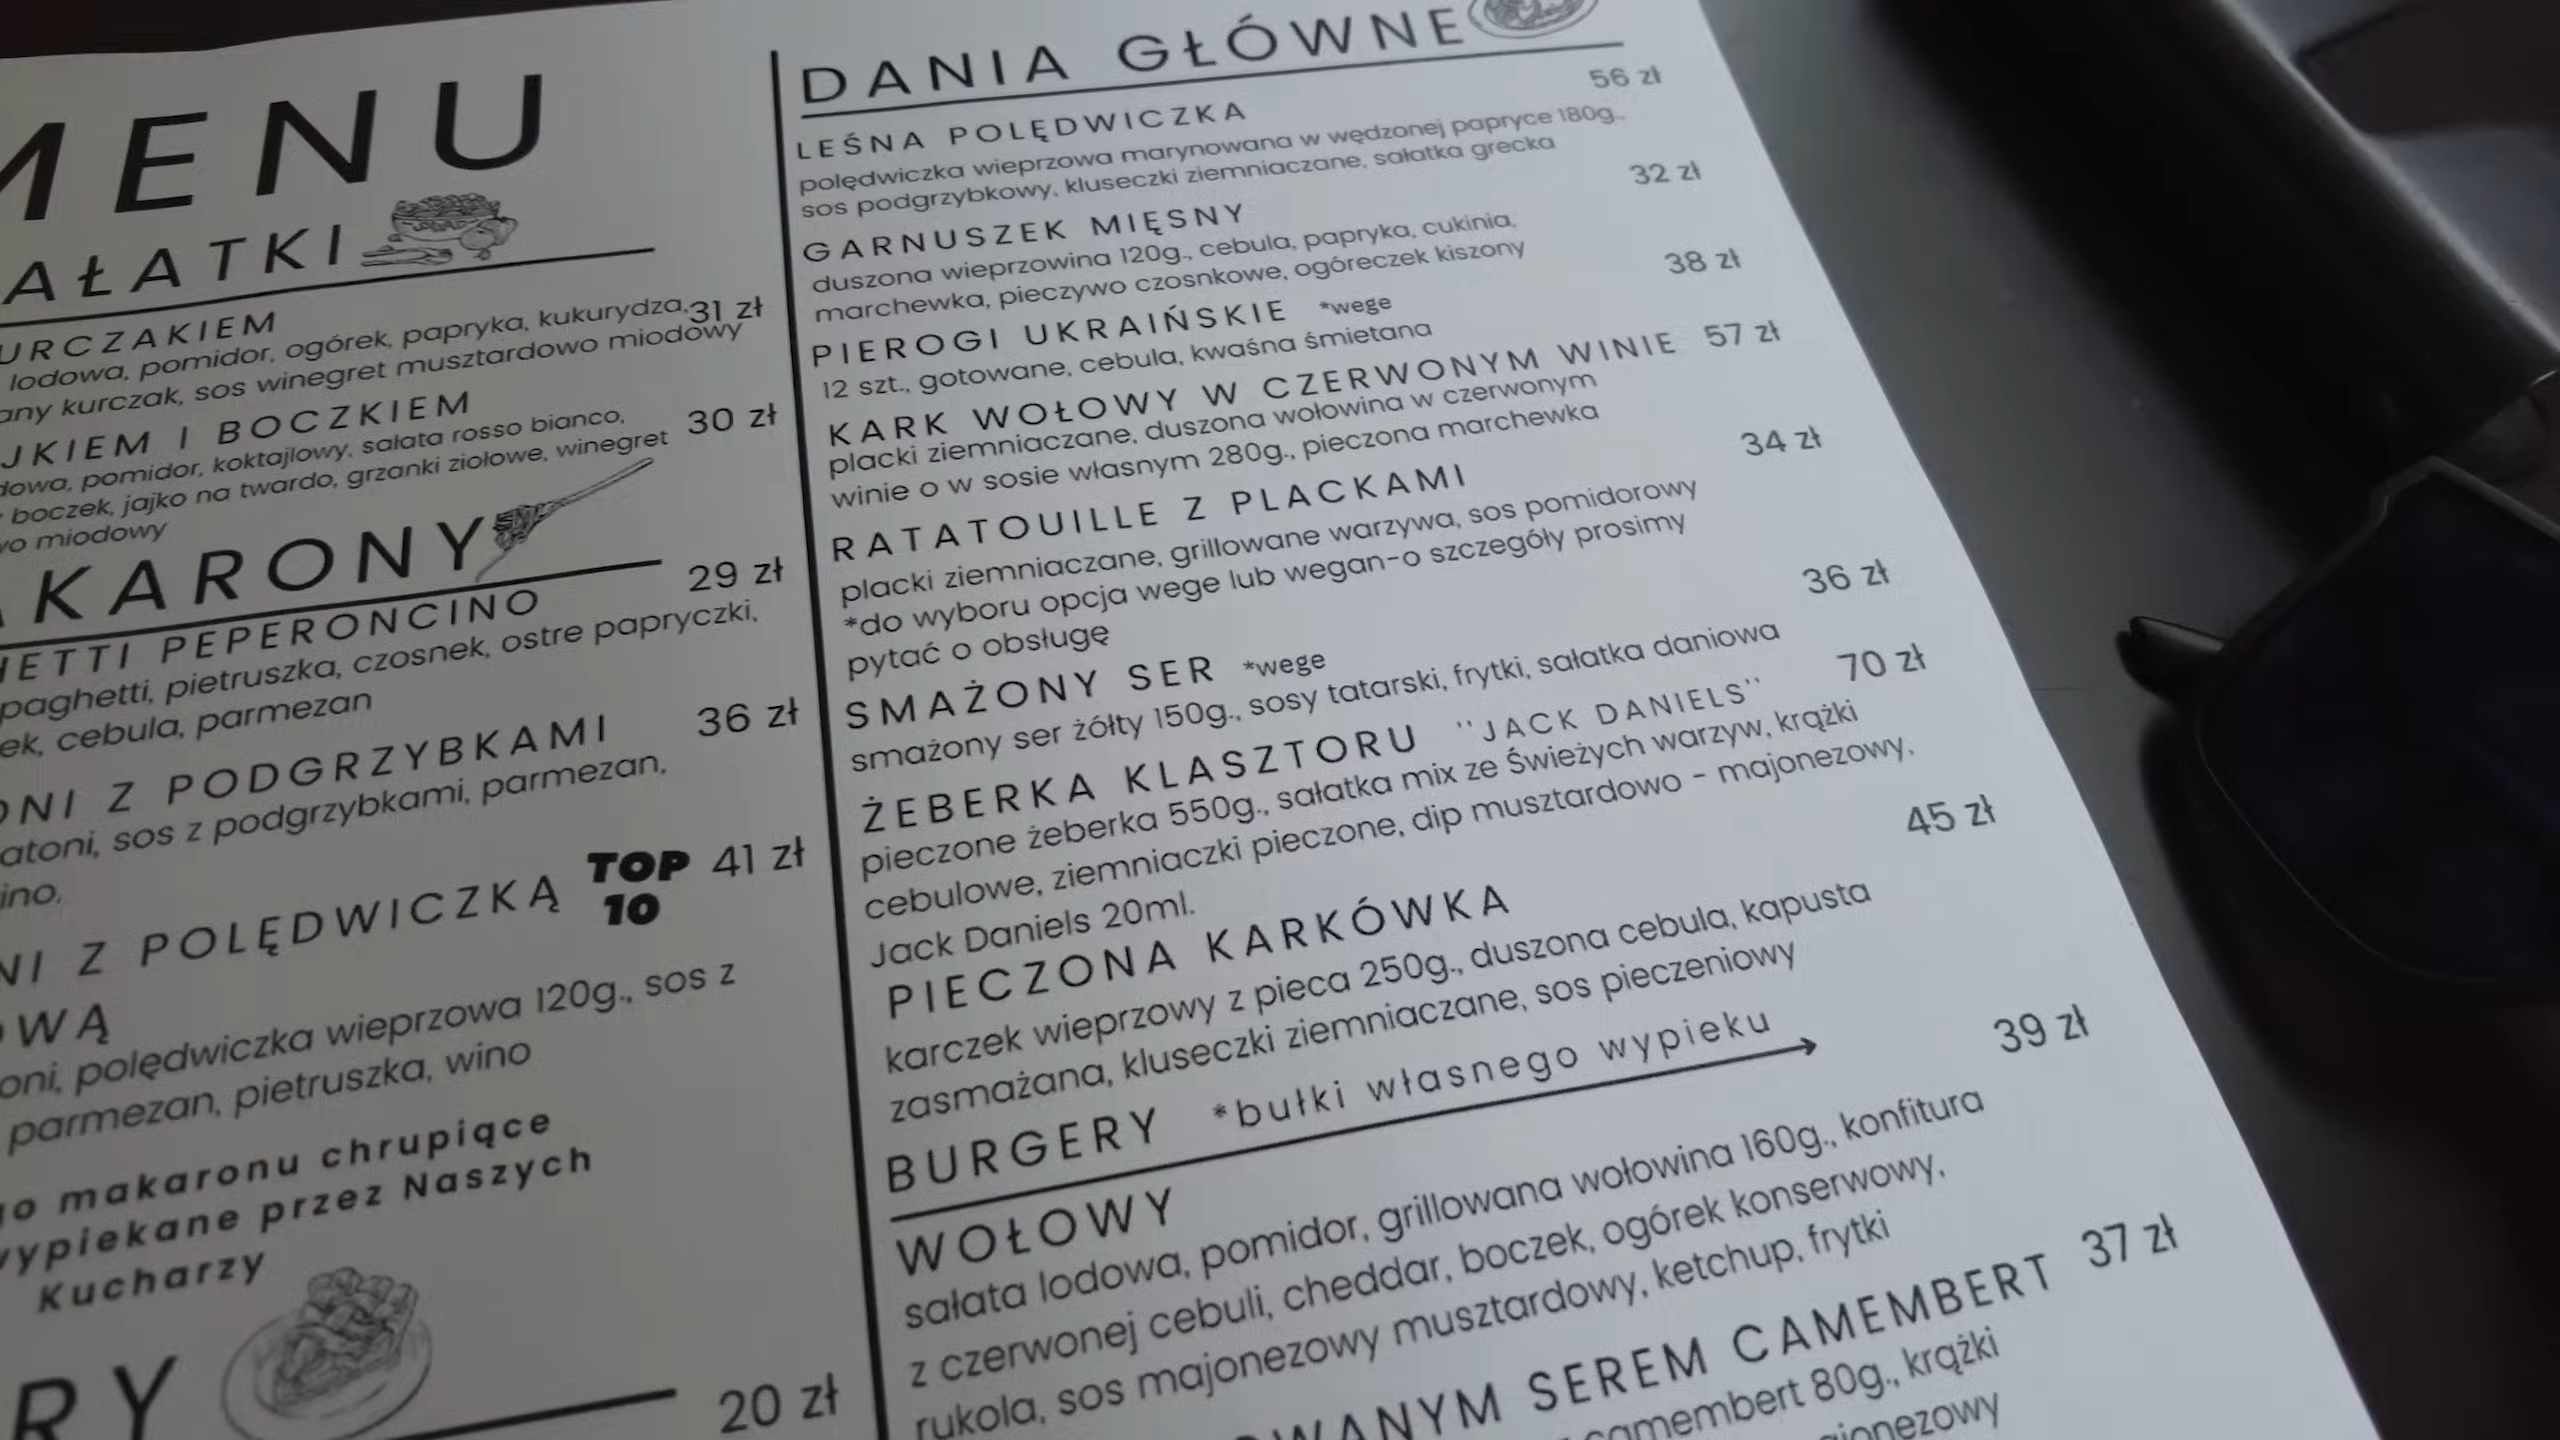 MENU
AŁATKI
URCZAKIEM
31 zł
lodowa, pomidor, ogórek, papryka, kukurydza,
any kurczak, sos winegret musztardowo miodowy
JKIEM I BOCZKIEM
30 zł
dowa, pomidor, koktajlowy, sałata rosso bianco,
boczek, jajko na twardo, grzanki ziołowe, winegret
wo miodowy
AKARONY
29 zł
HETTI PEPERONCINO
paghetti, pietruszka, czosnek, ostre papryczki,
ek, cebula, parmezan
36 zł
ONI Z PODGRZYBKAMI
atoni, sos z podgrzybkami, parmezan,
ino,
NI Z POLĘDWICZKĄ TOP 10 41 zł
OWĄ
oni, polędwiczka wieprzowa 120g., sos z
parmezan, pietruszka, wino
go makaronu chrupiące
wypiekane przez Naszych
Kucharzy
RY
20 zł
DANIA GŁÓWNE
56 zł
LEŚNA POLĘDWICZKA
polędwiczka wieprzowa marynowana w wędzonej papryce 180g.,
sos podgrzybkowy, kluseczki ziemniaczane, sałatka grecka
32 zł
GARNUSZEK MIĘSNY
duszona wieprzowina 120g., cebula, papryka, cukinia,
marchewka, pieczywo czosnkowe, ogóreczek kiszony
38 zł
PIEROGI UKRAIŃSKIE *wege
12 szt., gotowane, cebula, kwaśna śmietana
KARK WOŁOWY W CZERWONYM WINIE 57 zł
placki ziemniaczane, duszona wołowina w czerwonym
winie o w sosie własnym 280g., pieczona marchewka
34 zł
RATATOUILLE Z PLACKAMI
placki ziemniaczane, grillowane warzywa, sos pomidorowy
*do wyboru opcja wege lub wegan-o szczegóły prosimy
pytać o obsługę
36 zł
SMAŻONY SER *wege
smażony ser żółty 150g., sosy tatarski, frytki, sałatka daniowa
70 zł
ŻEBERKA KLASZTORU "JACK DANIELS"
pieczone żeberka 550g., sałatka mix ze Świeżych warzyw, krążki
cebulowe, ziemniaczki pieczone, dip musztardowo - majonezowy,
Jack Daniels 20ml.
45 zł
PIECZONA KARKÓWKA
karczek wieprzowy z pieca 250g., duszona cebula, kapusta
zasmażana, kluseczki ziemniaczane, sos pieczeniowy
BURGERY *bułki własnego wypieku
39 zł
WOŁOWY
sałata lodowa, pomidor, grillowana wołowina 160g., konfitura
z czerwonej cebuli, cheddar, boczek, ogórek konserwowy,
rukola, sos majonezowy musztardowy, ketchup, frytki
37 zł
OWANYM SEREM CAMEMBERT
camembert 80g., krążki
ajonezowy